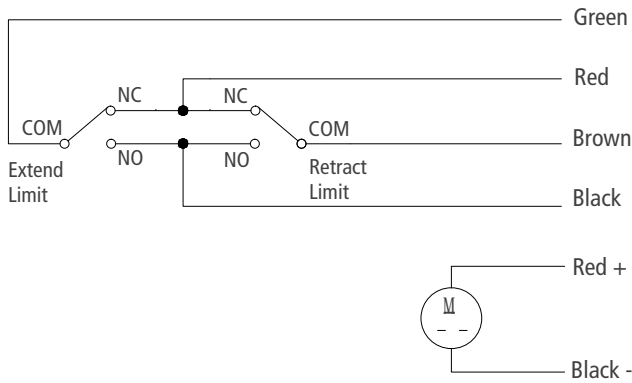 Green
Red
NC
NC
COM
COM
Brown
NO
NO
Extend
Limit
Retract
Limit
Black
Red +
M
Black -